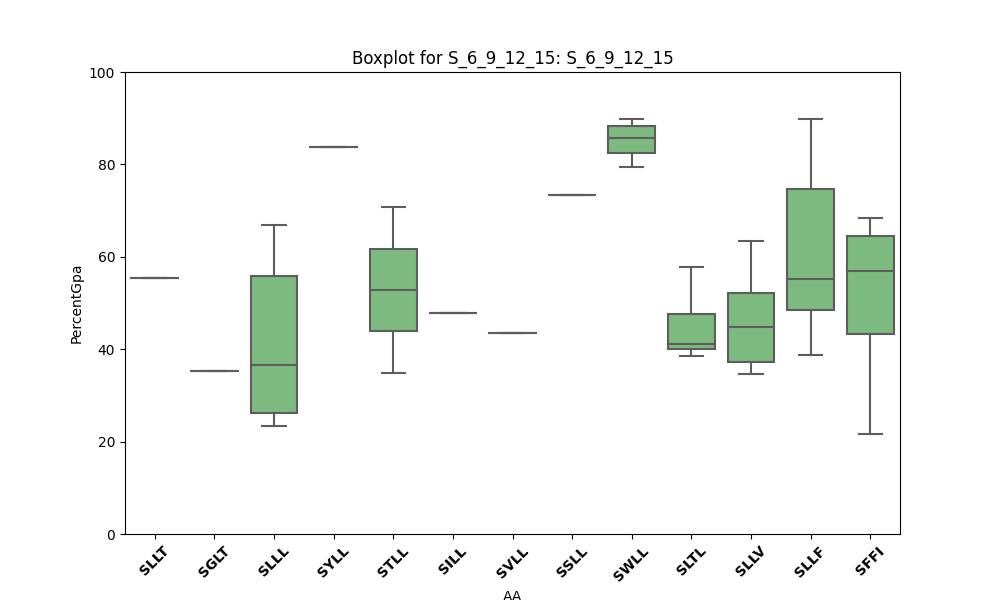 Boxplot for S_6_9_12_15: S_6_9_12_15
100
80
60
40
20
0
PercentGpa
SLLT
SGLT
SLLL
SYLL
STLL
SILL
SVLL
SSLL
SWLL
SLTL
SLLV
SLLF
SFFI
AA